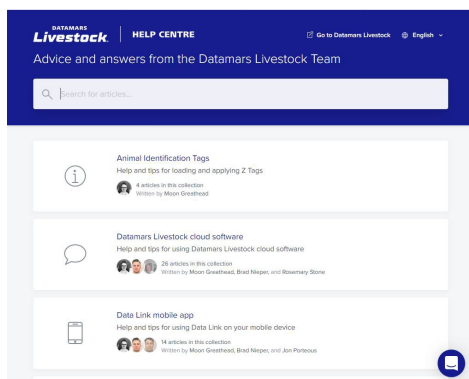 DATAMARS
Livestock. HELP CENTRE
Go to Datamars Livestock English
Advice and answers from the Datamars Livestock Team
Search for articles...
Animal Identification Tags
Help and tips for loading and applying Z Tags
4 articles in this collection
Written by Moon Greathead
Datamars Livestock cloud software
Help and tips for using Datamars Livestock cloud software
26 articles in this collection
Written by Moon Greathead, Brad Nieper, and Rosemary Stone
Data Link mobile app
Help and tips for using Data Link on your mobile device
14 articles in this collection
Written by Moon Greathead, Brad Nieper, and Jon Porteous